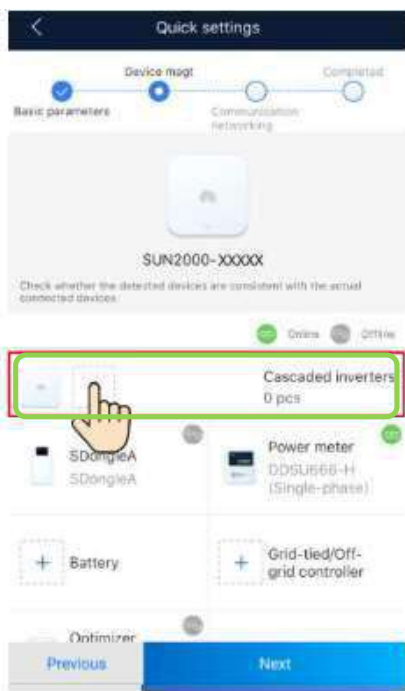 Quick settings
Device magt
Completed
Basic parameters
Communication
networking
SUN2000-XXXXX
Check whether the detected devices are consistent with the actual
connected devices.
Online
Offline
Cascaded inverters
0 pcs
SDongleA
SDongleA
Power meter
DDSU666-H
(Single-phase)
+ Battery
+ Grid-tied/Off-
grid controller
Optimizer
Previous
Next